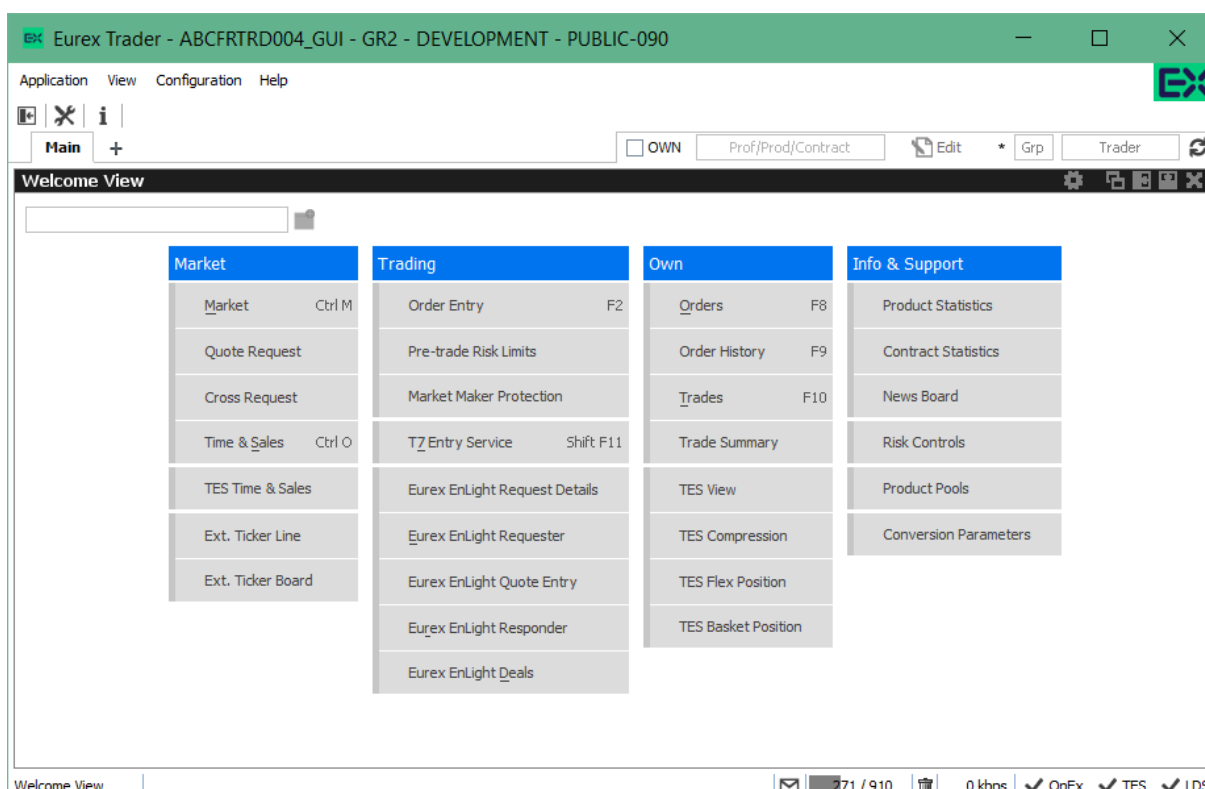 Eurex Trader - ABCFRTRD004_GUI - GR2 - DEVELOPMENT - PUBLIC-090
Application View Configuration Help
Main + OWN Prof/Prod/Contract Edit * Grp Trader
Welcome View
Market
Market Ctrl M
Quote Request
Cross Request
Time & Sales Ctrl O
TES Time & Sales
Ext. Ticker Line
Ext. Ticker Board
Trading
Order Entry F2
Pre-trade Risk Limits
Market Maker Protection
T7 Entry Service Shift F11
Eurex EnLight Request Details
Eurex EnLight Requester
Eurex EnLight Quote Entry
Eurex EnLight Responder
Eurex EnLight Deals
Own
Orders F8
Order History F9
Trades F10
Trade Summary
TES View
TES Compression
TES Flex Position
TES Basket Position
Info & Support
Product Statistics
Contract Statistics
News Board
Risk Controls
Product Pools
Conversion Parameters
Welcome View 271 / 910 0 kbps OnEx TES LDS